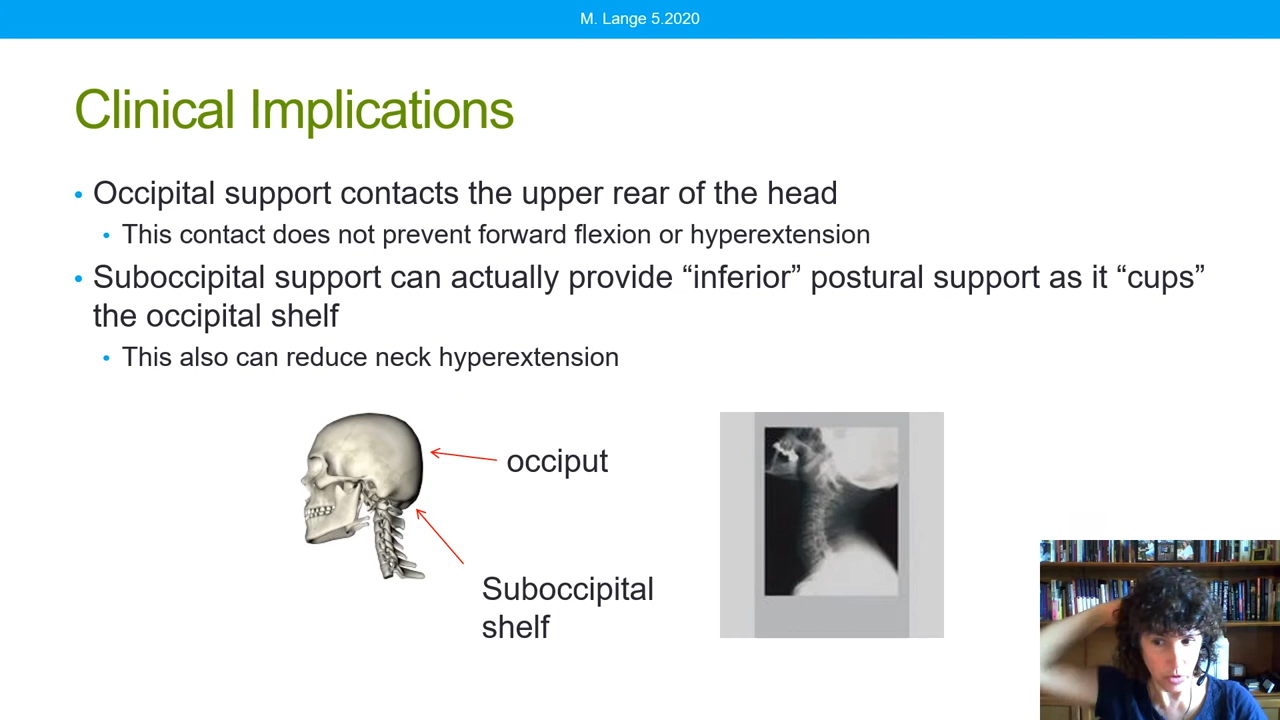 M. Lange 5.2020
Clinical Implications
• Occipital support contacts the upper rear of the head
• This contact does not prevent forward flexion or hyperextension
• Suboccipital support can actually provide “inferior” postural support as it “cups”
the occipital shelf
• This also can reduce neck hyperextension
occiput
Suboccipital
shelf